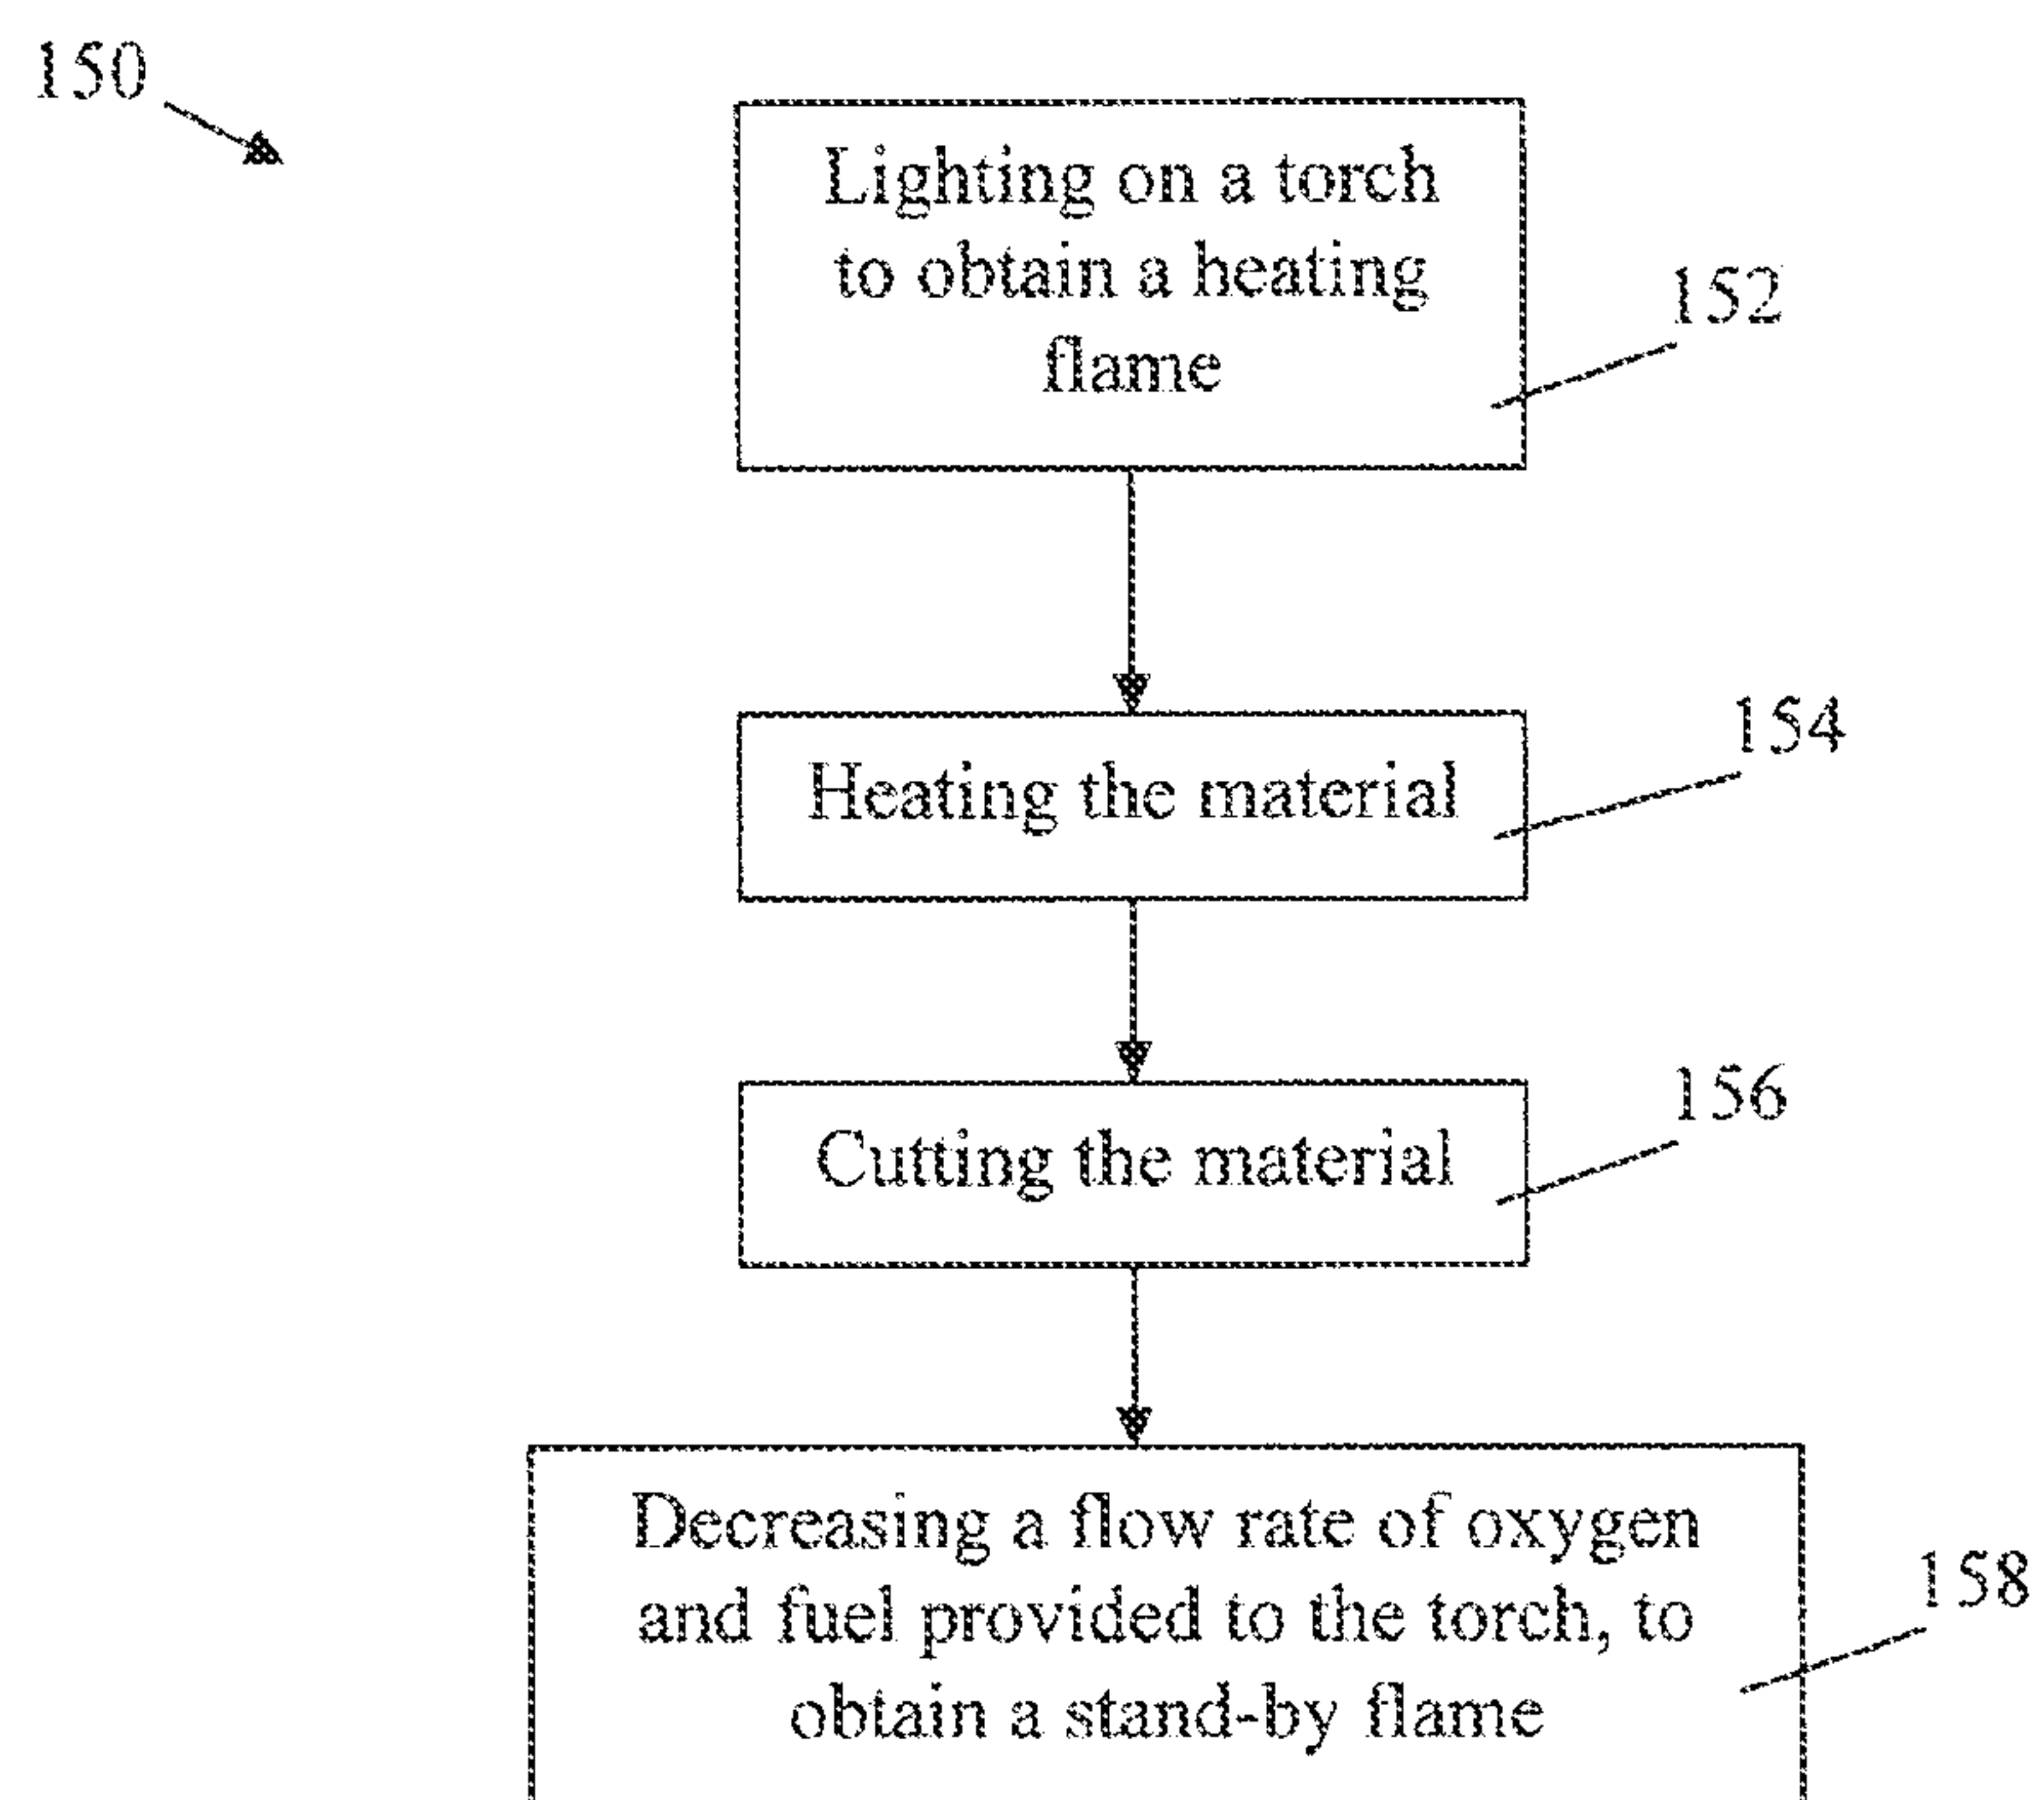 150
Lighting on a torch
to obtain a heating
flame
152
Heating the material
154
Cutting the material
156
Decreasing a flow rate of oxygen
and fuel provided to the torch, to
obtain a stand-by flame
158